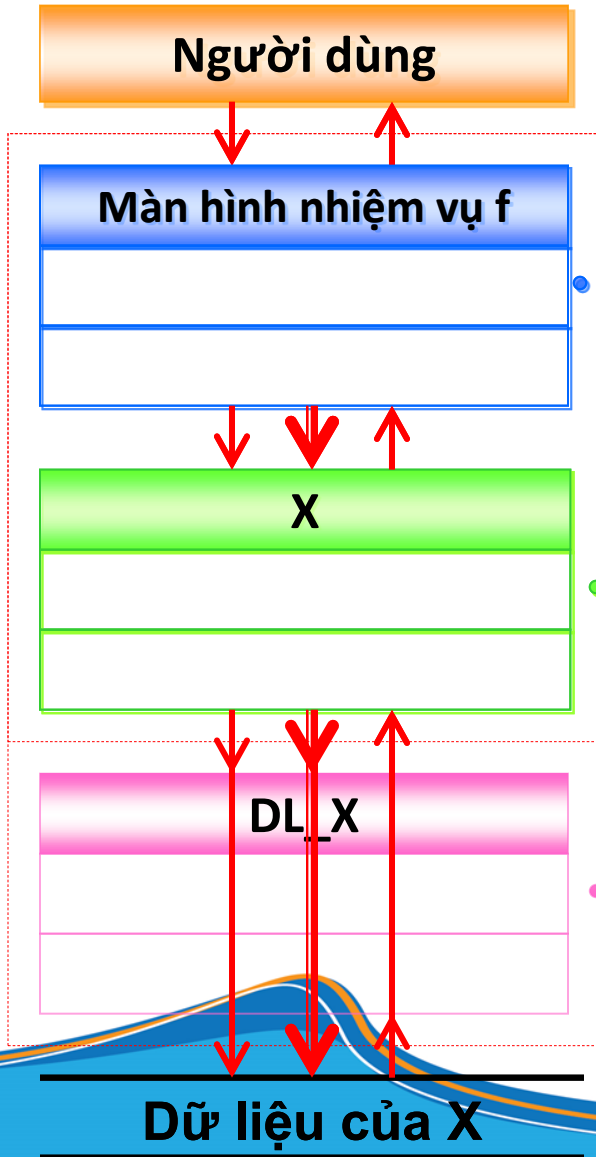 Người dùng
Màn hình nhiệm vụ f
X
DL_X
Dữ liệu của X